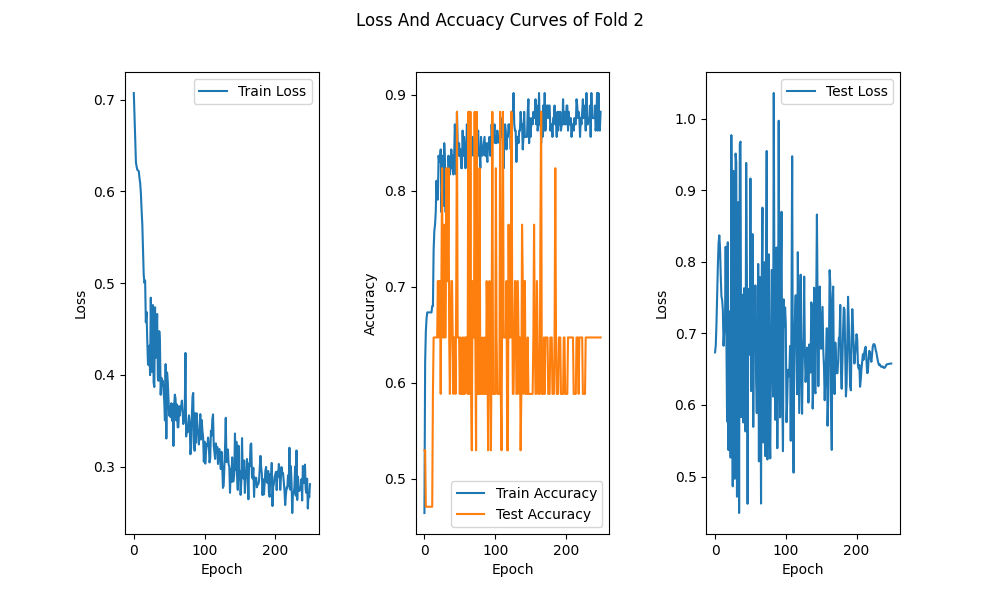 Loss And Accuacy Curves of Fold 2
Train Loss
0.7
0.6
0.5
0.4
0.3
Loss
0
100
200
Epoch
0.9
0.8
0.7
0.6
0.5
Accuracy
Train Accuracy
Test Accuracy
0
100
200
Epoch
Test Loss
1.0
0.9
0.8
0.7
0.6
0.5
Loss
0
100
200
Epoch